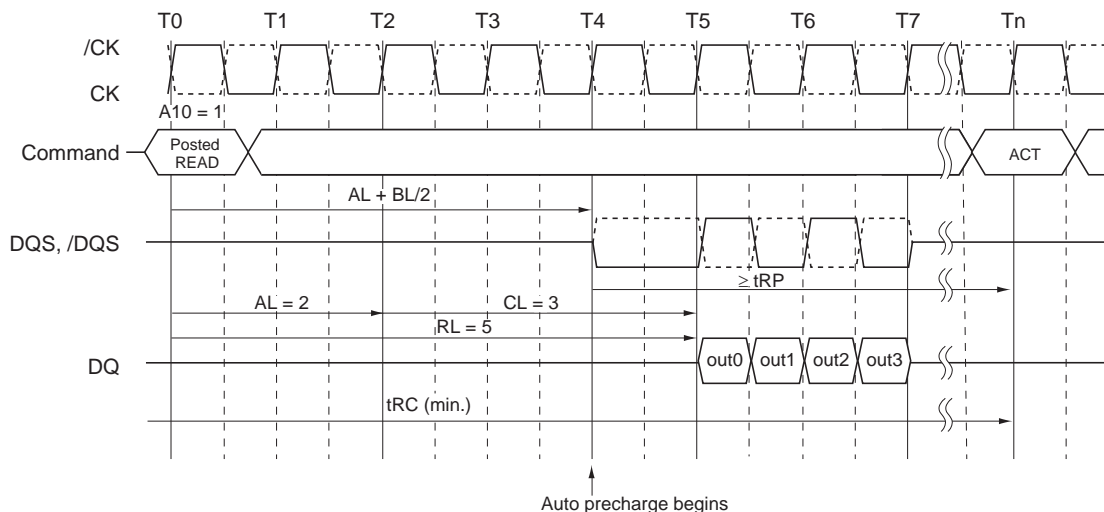 T0 T1 T2 T3 T4 T5 T6 T7 Tn
/CK
CK
A10 = 1
Command
Posted
READ
ACT
AL + BL/2
DQS, /DQS
≥ tRP
AL = 2
CL = 3
RL = 5
DQ
out0 out1 out2 out3
tRC (min.)
Auto precharge begins